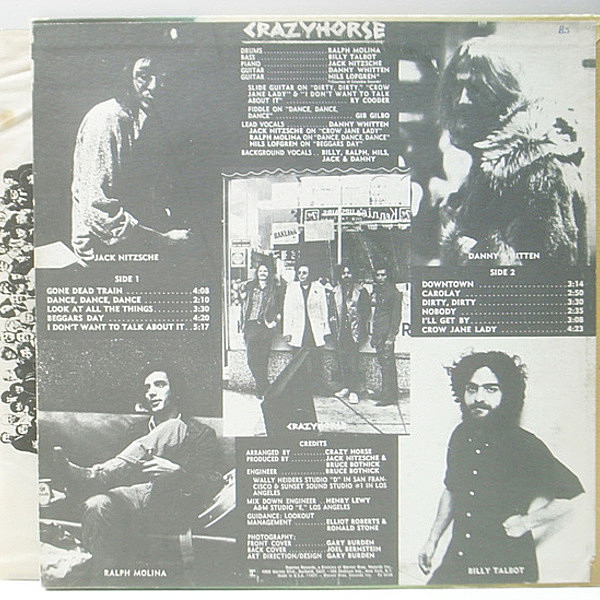 CRAZYHORSE
DRUMS .......... RALPH MOLINA
BASS .......... BILLY TALBOT
PIANO .......... JACK NITZSCHE
GUITAR .......... DANNY WHITTEN
GUITAR .......... NILS LOFGREN*
SLIDE GUITAR ON "DIRTY, DIRTY," "CROW
JANE LADY" & "I DON'T WANT TO TALK
ABOUT IT" .......... RY COODER
FIDDLE ON "DANCE, DANCE,
DANCE" .......... GIB GILBO
LEAD VOCALS .......... DANNY WHITTEN
JACK NITZSCHE ON "CROW JANE LADY"
RALPH MOLINA ON "DANCE, DANCE, DANCE"
NILS LOFGREN ON "BEGGARS DAY"
BACKGROUND VOCALS .. BILLY, RALPH, NILS,
JACK & DANNY
JACK NITZSCHE
DANNY WHITTEN
SIDE 1
GONE DEAD TRAIN .......... 4:08
DANCE, DANCE, DANCE .......... 2:10
LOOK AT ALL THE THINGS .......... 3:30
BEGGARS DAY .......... 4:20
I DON'T WANT TO TALK ABOUT IT .. 5:17
SIDE 2
DOWNTOWN .......... 3:14
CAROLAY .......... 2:50
DIRTY, DIRTY .......... 3:30
NOBODY .......... 2:35
I'LL GET BY .......... 3:08
CROW JANE LADY .......... 4:23
OAKLAND
CRAZYHORSE
CREDITS
ARRANGED BY .......... CRAZY HORSE
PRODUCED BY .......... JACK NITZSCHE &
BRUCE BOTNICK
ENGINEER .......... BRUCE BOTNICK
WALLY HEIDERS STUDIO "D" IN SAN FRAN-
CISCO & SUNSET SOUND STUDIO #1 IN LOS
ANGELES
MIX DOWN ENGINEER .. HENRY LEWY
A&M STUDIO "E," LOS ANGELES
GUIDANCE: LOOKOUT
MANAGEMENT .......... ELLIOT ROBERTS &
RONALD STONE
PHOTOGRAPHY:
FRONT COVER .......... GARY BURDEN
BACK COVER .......... JOEL BERNSTEIN
ART DIRECTION/DESIGN GARY BURDEN
RALPH MOLINA
BILLY TALBOT